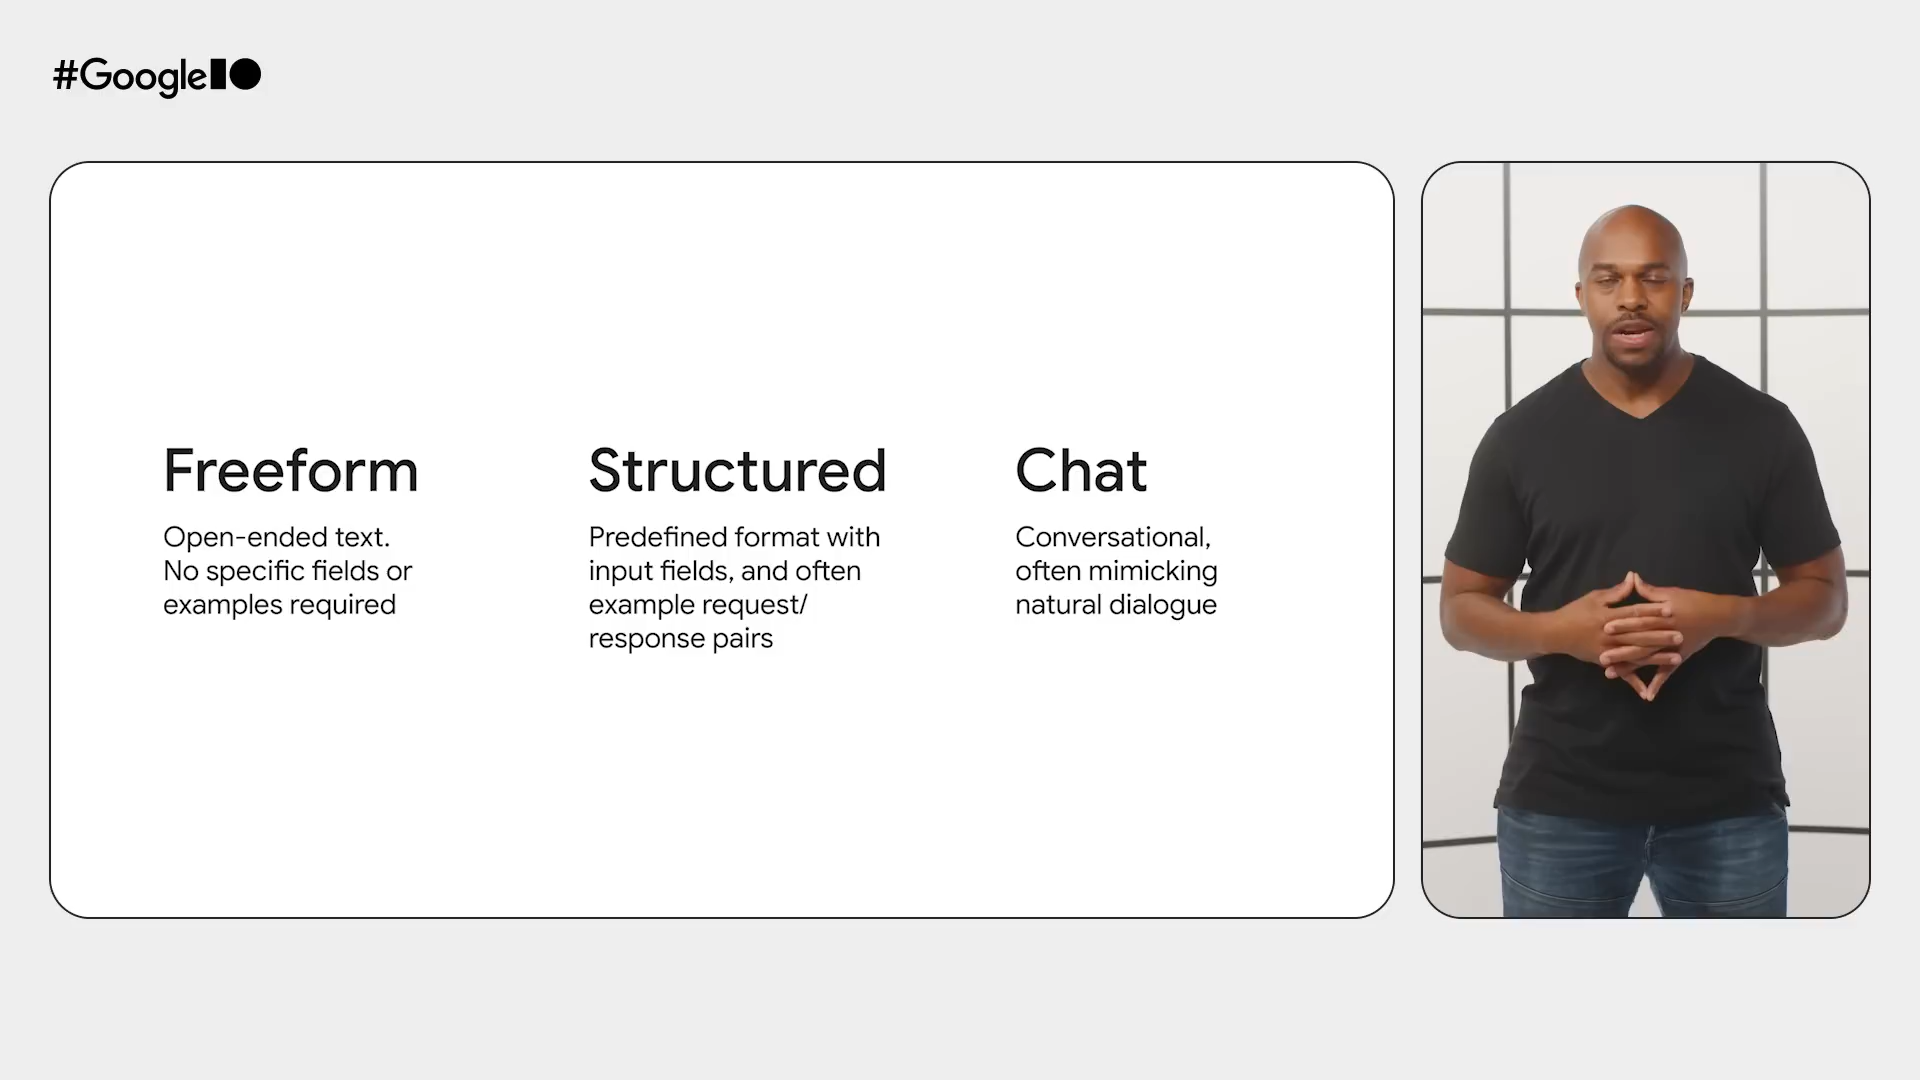 #GoogleIO
Freeform
Open-ended text.
No specific fields or
examples required
Structured
Predefined format with
input fields, and often
example request/
response pairs
Chat
Conversational,
often mimicking
natural dialogue